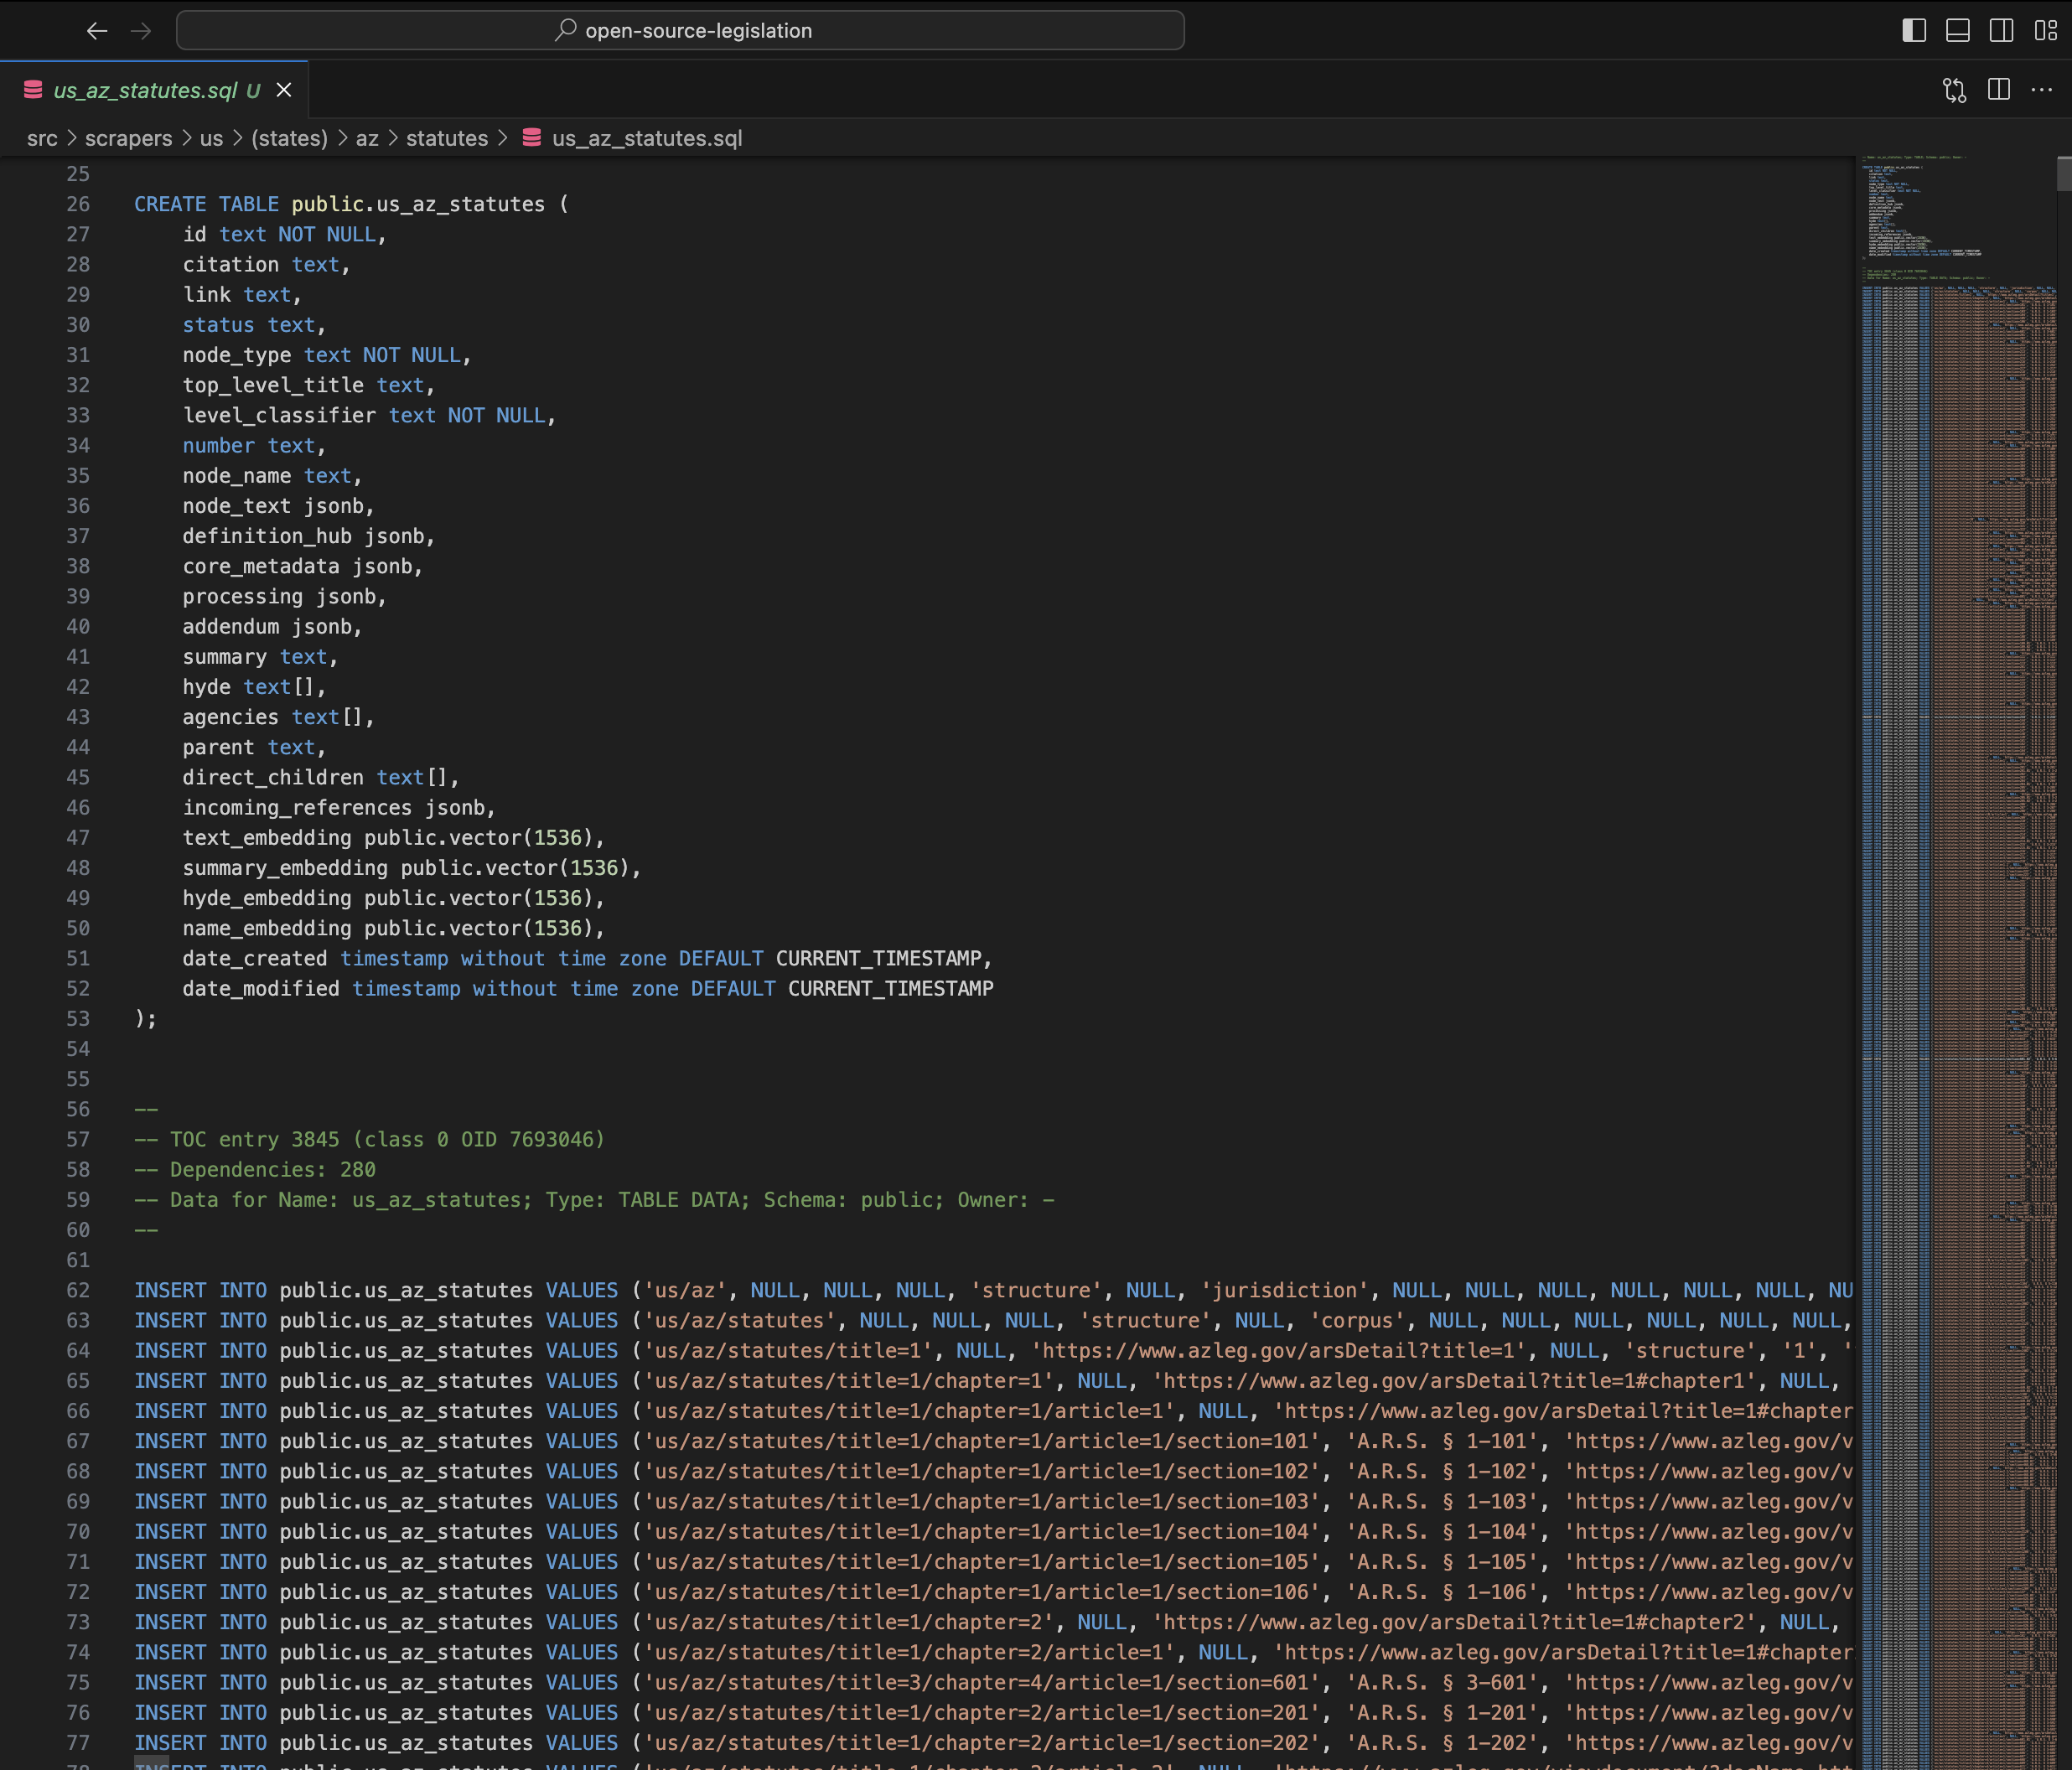 open-source-legislation
us_az_statutes.sql U
src > scrapers > us > (states) > az > statutes > us_az_statutes.sql
25
26 CREATE TABLE public.us_az_statutes (
27 id text NOT NULL,
28 citation text,
29 link text,
30 status text,
31 node_type text NOT NULL,
32 top_level_title text,
33 level_classifier text NOT NULL,
34 number text,
35 node_name text,
36 node_text jsonb,
37 definition_hub jsonb,
38 core_metadata jsonb,
39 processing jsonb,
40 addendum jsonb,
41 summary text,
42 hyde text[],
43 agencies text[],
44 parent text,
45 direct_children text[],
46 incoming_references jsonb,
47 text_embedding public.vector(1536),
48 summary_embedding public.vector(1536),
49 hyde_embedding public.vector(1536),
50 name_embedding public.vector(1536),
51 date_created timestamp without time zone DEFAULT CURRENT_TIMESTAMP,
52 date_modified timestamp without time zone DEFAULT CURRENT_TIMESTAMP
53 );
54
55
56 --
57 -- TOC entry 3845 (class 0 OID 7693046)
58 -- Dependencies: 280
59 -- Data for Name: us_az_statutes; Type: TABLE DATA; Schema: public; Owner: -
60 --
61
62 INSERT INTO public.us_az_statutes VALUES ('us/az', NULL, NULL, NULL, 'structure', NULL, 'jurisdiction', NULL, NULL, NULL, NULL, NULL, NULL, NU
63 INSERT INTO public.us_az_statutes VALUES ('us/az/statutes', NULL, NULL, NULL, 'structure', NULL, 'corpus', NULL, NULL, NULL, NULL, NULL, NULL,
64 INSERT INTO public.us_az_statutes VALUES ('us/az/statutes/title=1', NULL, 'https://www.azleg.gov/arsDetail?title=1', NULL, 'structure', '1', '
65 INSERT INTO public.us_az_statutes VALUES ('us/az/statutes/title=1/chapter=1', NULL, 'https://www.azleg.gov/arsDetail?title=1#chapter1', NULL,
66 INSERT INTO public.us_az_statutes VALUES ('us/az/statutes/title=1/chapter=1/article=1', NULL, 'https://www.azleg.gov/arsDetail?title=1#chapter
67 INSERT INTO public.us_az_statutes VALUES ('us/az/statutes/title=1/chapter=1/article=1/section=101', 'A.R.S. § 1-101', 'https://www.azleg.gov/v
68 INSERT INTO public.us_az_statutes VALUES ('us/az/statutes/title=1/chapter=1/article=1/section=102', 'A.R.S. § 1-102', 'https://www.azleg.gov/v
69 INSERT INTO public.us_az_statutes VALUES ('us/az/statutes/title=1/chapter=1/article=1/section=103', 'A.R.S. § 1-103', 'https://www.azleg.gov/v
70 INSERT INTO public.us_az_statutes VALUES ('us/az/statutes/title=1/chapter=1/article=1/section=104', 'A.R.S. § 1-104', 'https://www.azleg.gov/v
71 INSERT INTO public.us_az_statutes VALUES ('us/az/statutes/title=1/chapter=1/article=1/section=105', 'A.R.S. § 1-105', 'https://www.azleg.gov/v
72 INSERT INTO public.us_az_statutes VALUES ('us/az/statutes/title=1/chapter=1/article=1/section=106', 'A.R.S. § 1-106', 'https://www.azleg.gov/v
73 INSERT INTO public.us_az_statutes VALUES ('us/az/statutes/title=1/chapter=2', NULL, 'https://www.azleg.gov/arsDetail?title=1#chapter2', NULL,
74 INSERT INTO public.us_az_statutes VALUES ('us/az/statutes/title=1/chapter=2/article=1', NULL, 'https://www.azleg.gov/arsDetail?title=1#chapter
75 INSERT INTO public.us_az_statutes VALUES ('us/az/statutes/title=3/chapter=4/article=1/section=601', 'A.R.S. § 3-601', 'https://www.azleg.gov/v
76 INSERT INTO public.us_az_statutes VALUES ('us/az/statutes/title=1/chapter=2/article=1/section=201', 'A.R.S. § 1-201', 'https://www.azleg.gov/v
77 INSERT INTO public.us_az_statutes VALUES ('us/az/statutes/title=1/chapter=2/article=1/section=202', 'A.R.S. § 1-202', 'https://www.azleg.gov/v